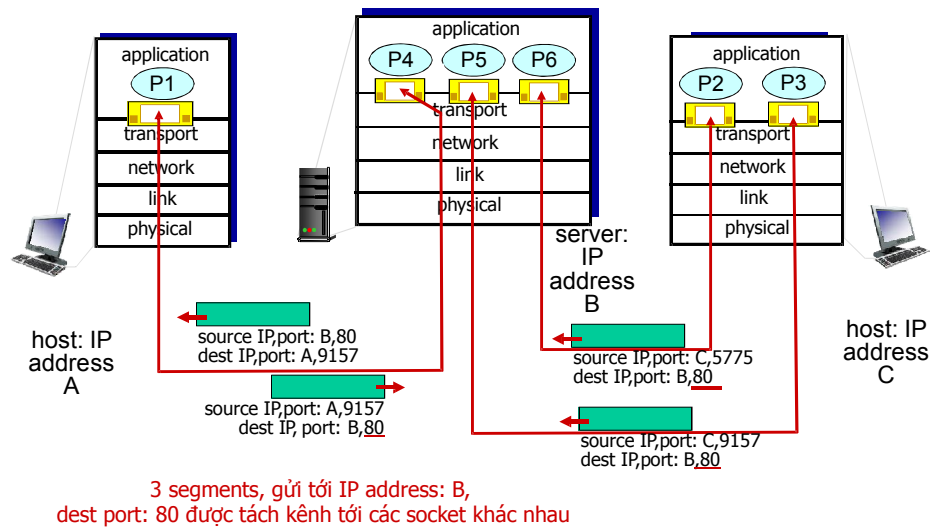 application
P1
transport
network
link
physical
application
P4
P5
P6
transport
network
link
physical
application
P2
P3
transport
network
link
physical
server:
IP
address
B
host: IP
address
A
host: IP
address
C
source IP,port: B,80
dest IP,port: A,9157
source IP,port: A,9157
dest IP, port: B,80
source IP,port: C,5775
dest IP,port: B,80
source IP,port: C,9157
dest IP,port: B,80
3 segments, gửi tới IP address: B,
dest port: 80 được tách kênh tới các socket khác nhau